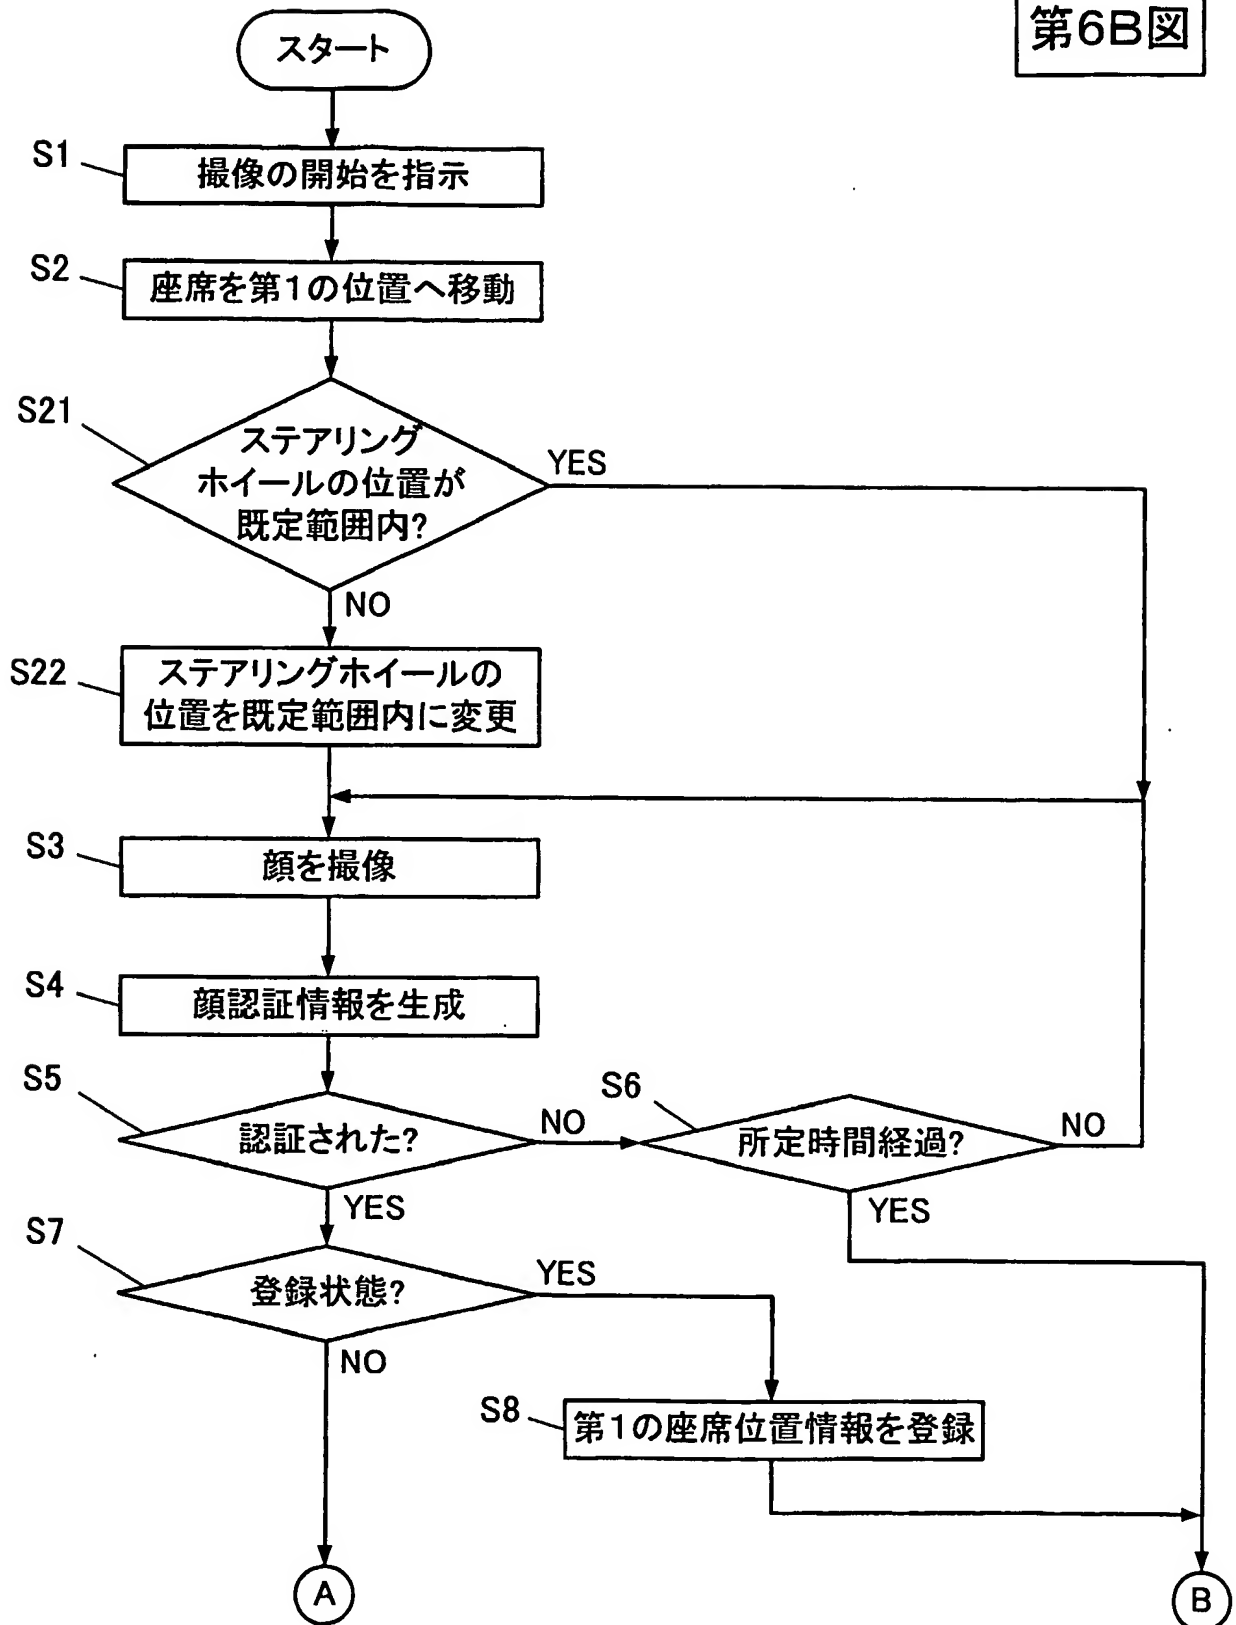 第6B図
スタート
S1
撮像の開始を指示
S2
座席を第1の位置へ移動
S21
ステアリング
ホイールの位置が
既定範囲内?
YES
NO
S22
ステアリングホイールの
位置を既定範囲内に変更
S3
顔を撮像
S4
顔認証情報を生成
S5
認証された?
NO
S6
所定時間経過?
NO
YES
YES
S7
登録状態?
YES
NO
S8
第1の座席位置情報を登録
A
B